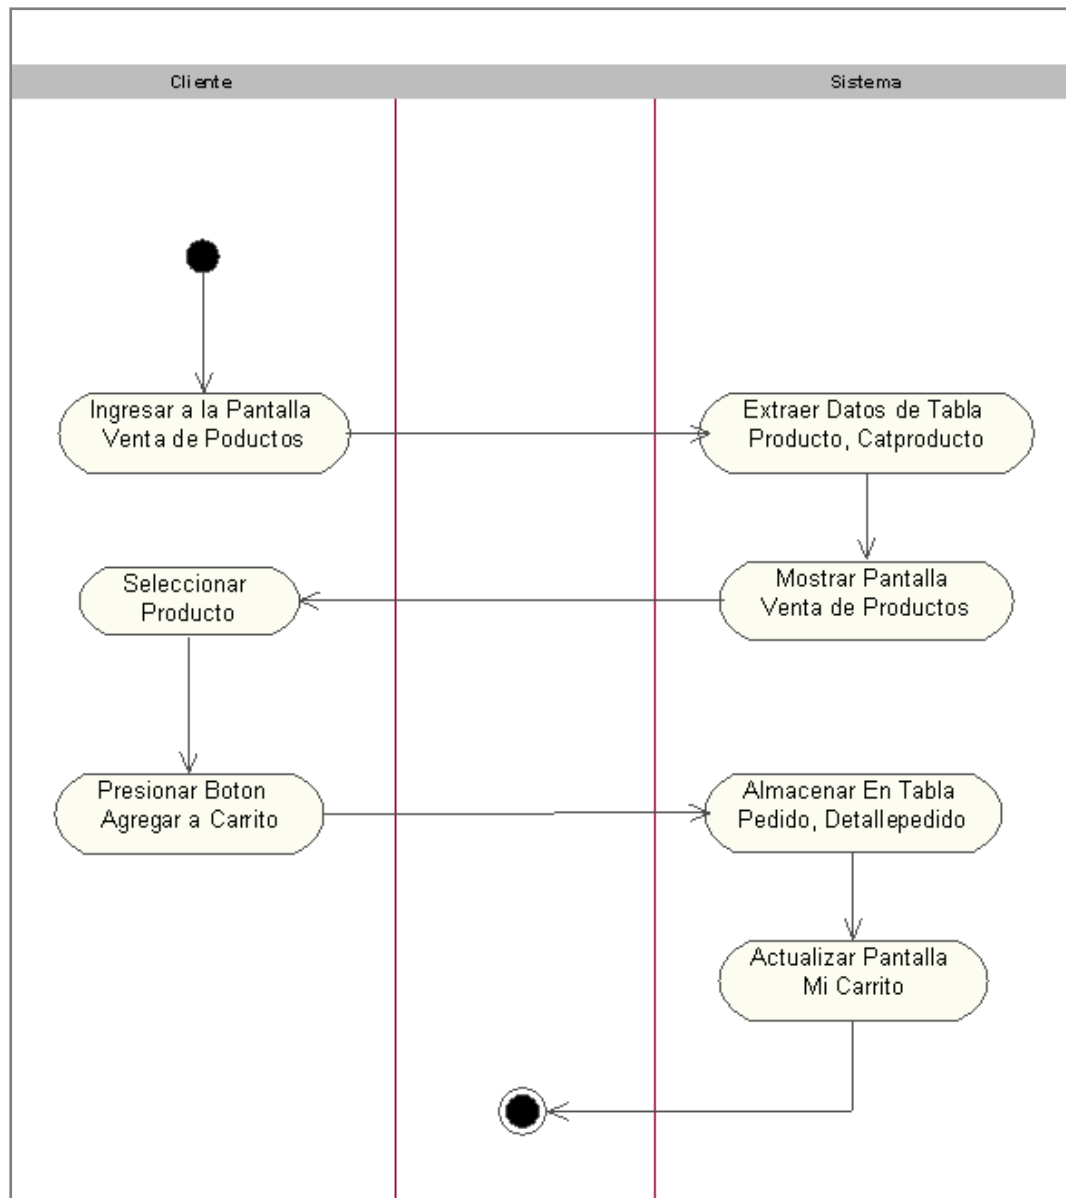 Cliente
Sistema
Ingresar a la Pantalla
Venta de Poductos
Extraer Datos de Tabla
Producto, Catproducto
Seleccionar
Producto
Mostrar Pantalla
Venta de Productos
Presionar Boton
Agregar a Carrito
Almacenar En Tabla
Pedido, Detallepedido
Actualizar Pantalla
Mi Carrito